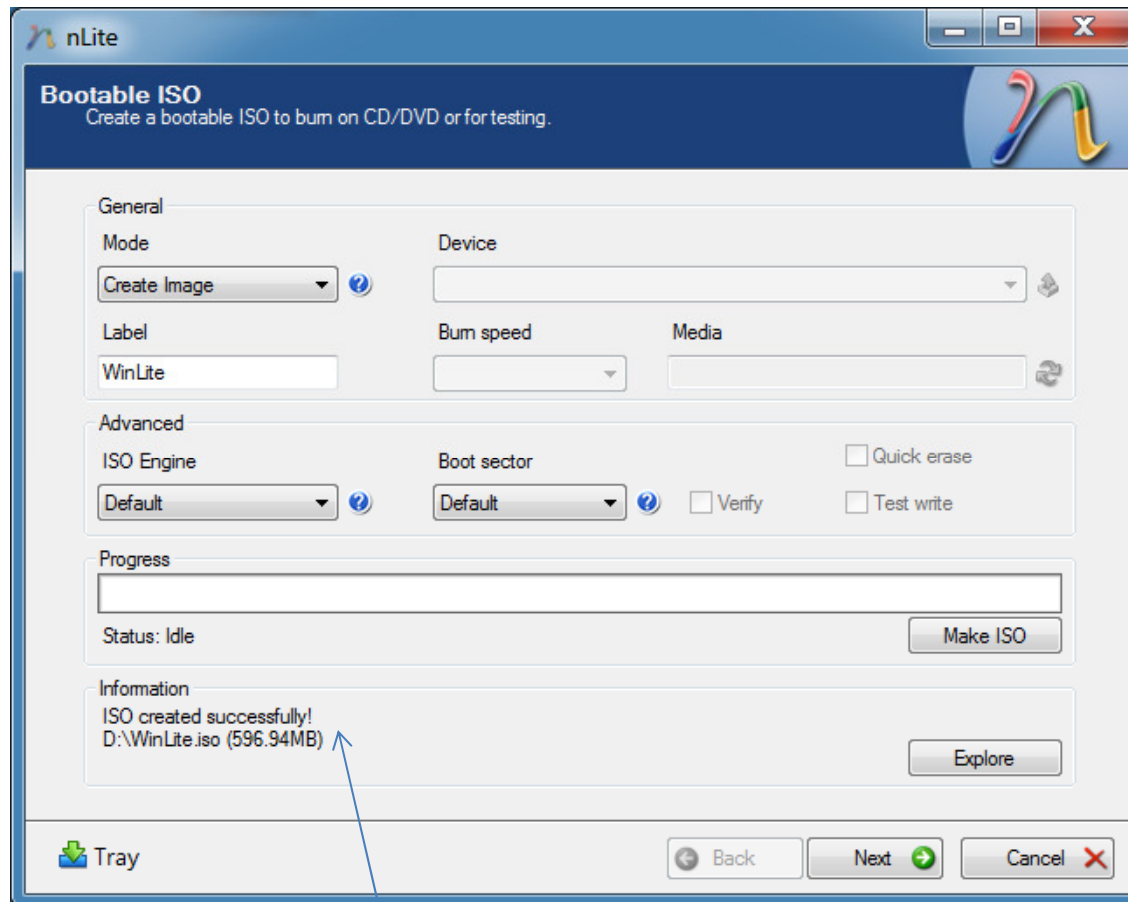 nLite
Bootable ISO
Create a bootable ISO to burn on CD/DVD or for testing.
General
Mode Device
Create Image
Label Burn speed Media
WinLite
Advanced
ISO Engine Boot sector Quick erase
Default Default Verify Test write
Progress
Status: Idle Make ISO
Information
ISO created successfully!
D:\WinLite.iso (596.94MB)
Explore
Tray Back Next Cancel